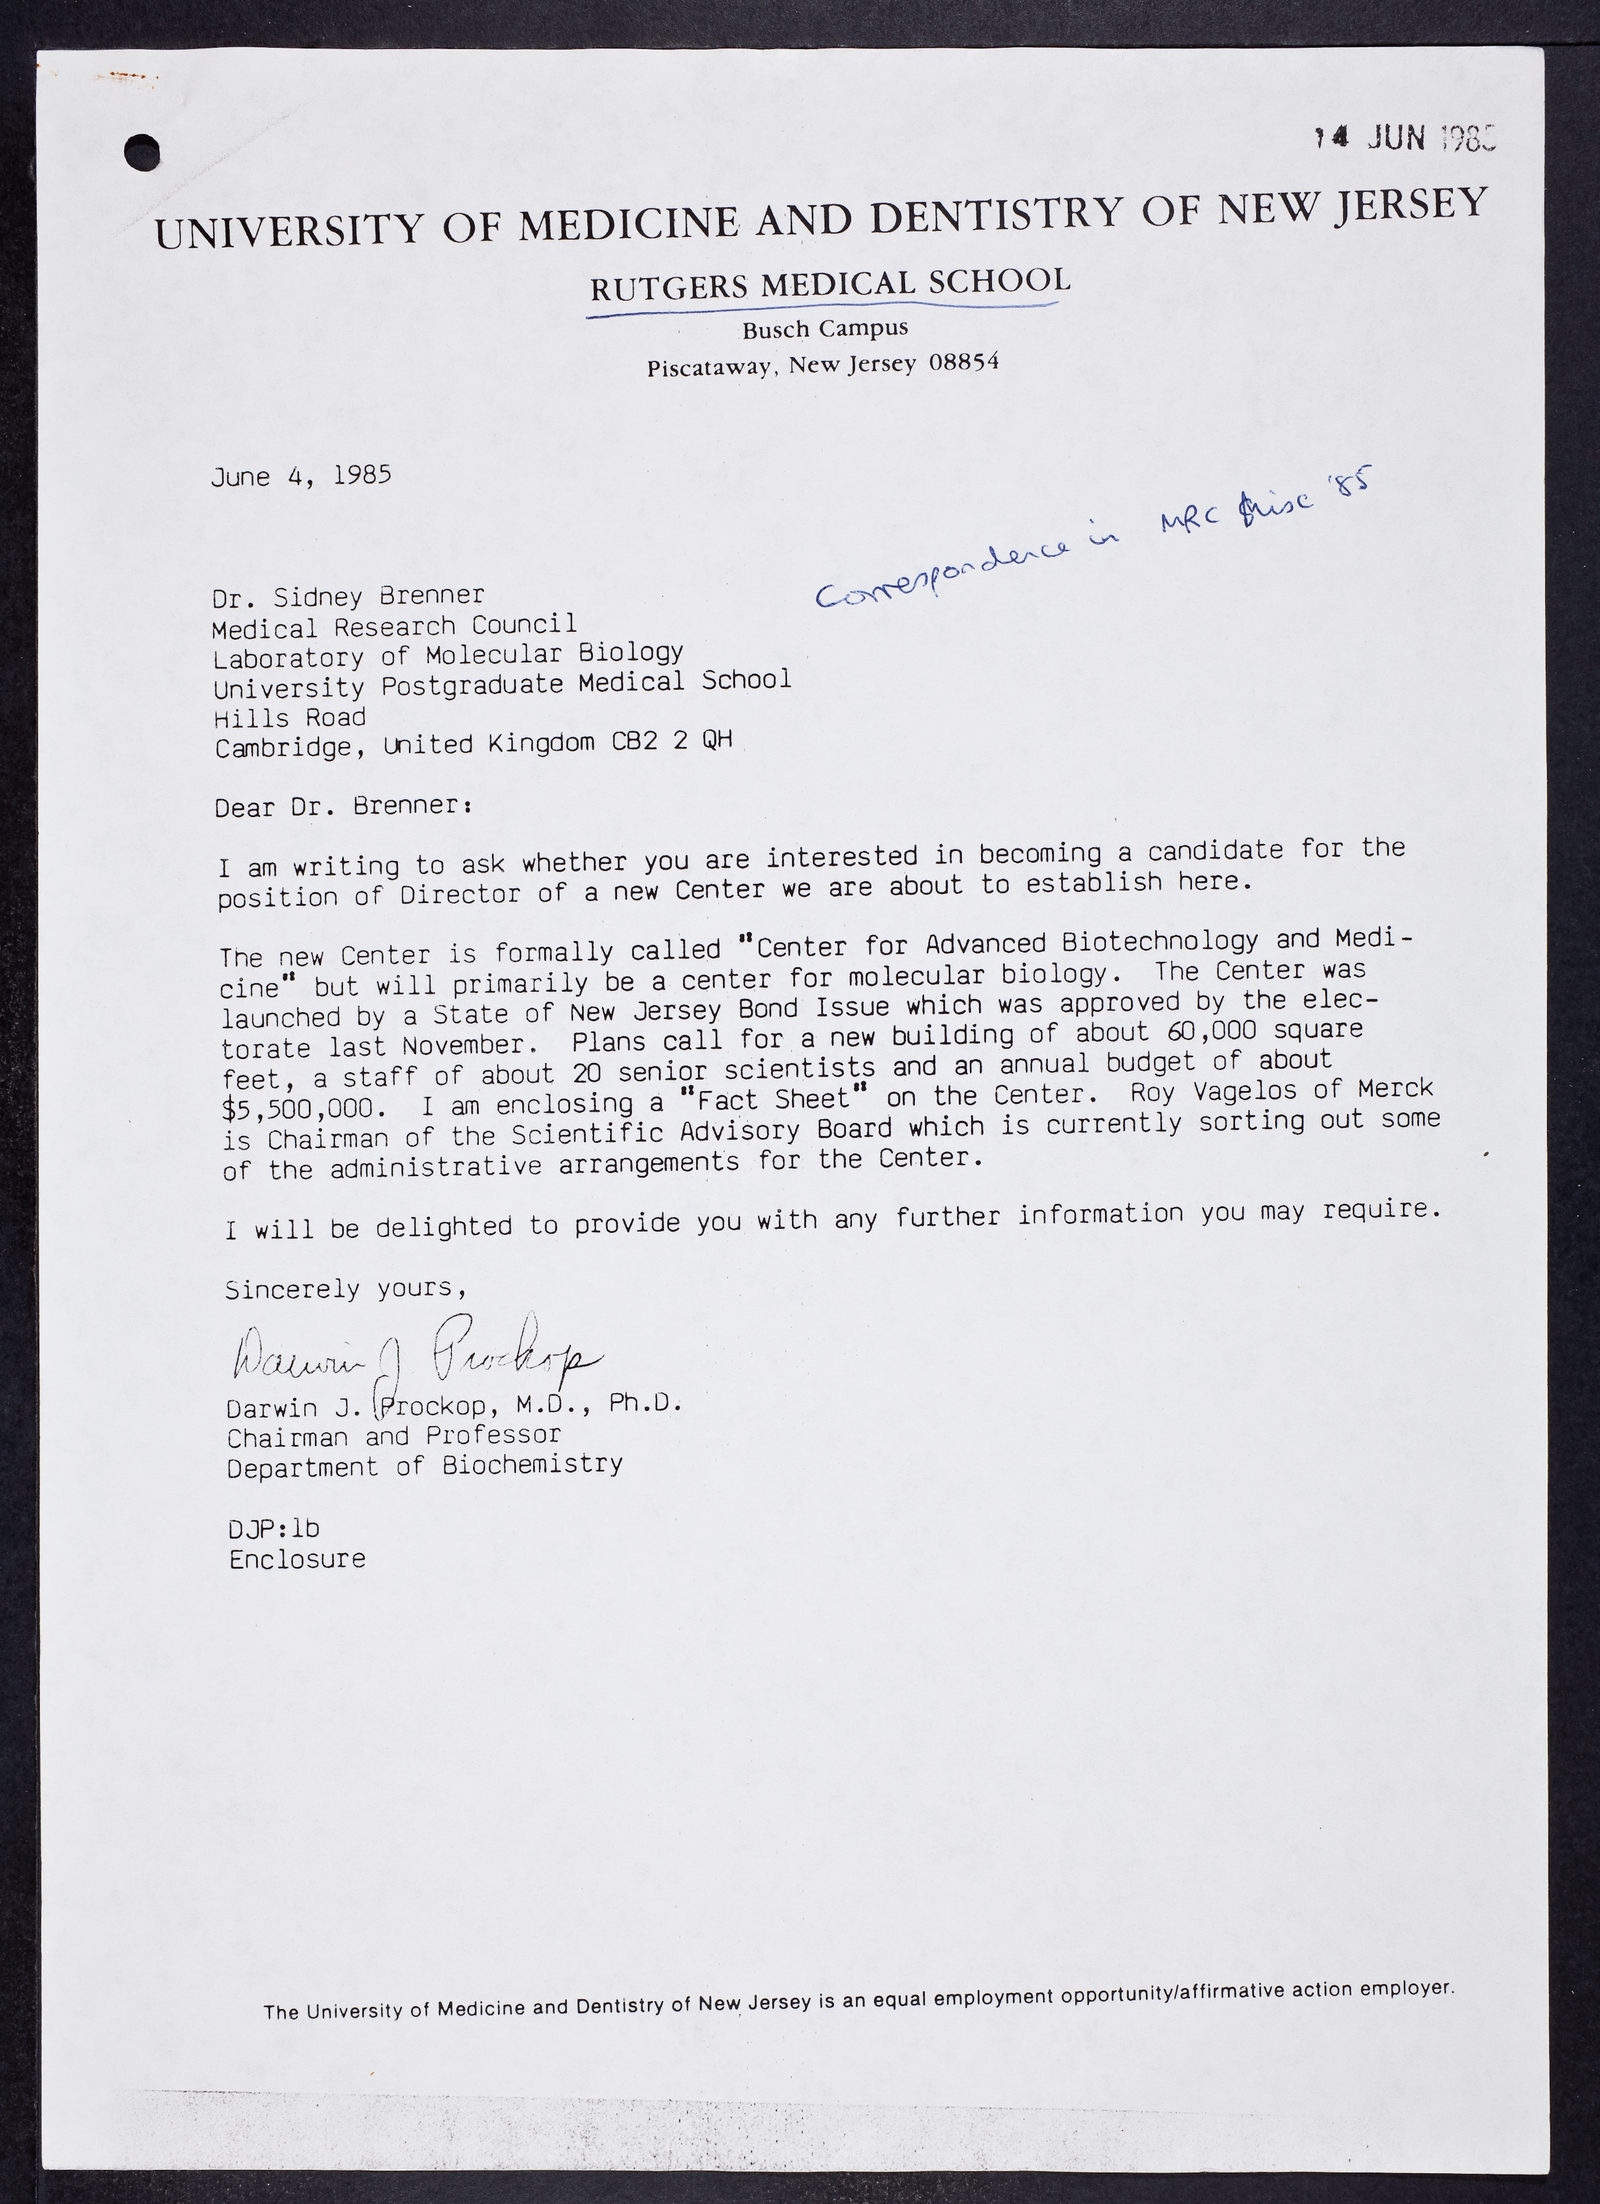 14 JUN 1985
UNIVERSITY OF MEDICINE AND DENTISTRY OF NEW JERSEY
RUTGERS MEDICAL SCHOOL
Busch Campus
Piscataway, New Jersey 08854
June 4, 1985
Correspondence in MRC Misc '85
Dr. Sidney Brenner
Medical Research Council
Laboratory of Molecular Biology
University Postgraduate Medical School
Hills Road
Cambridge, United Kingdom CB2 2 QH
Dear Dr. Brenner:
I am writing to ask whether you are interested in becoming a candidate for the
position of Director of a new Center we are about to establish here.
The new Center is formally called "Center for Advanced Biotechnology and Medi-
cine" but will primarily be a center for molecular biology. The Center was
launched by a State of New Jersey Bond Issue which was approved by the elec-
torate last November. Plans call for a new building of about 60,000 square
feet, a staff of about 20 senior scientists and an annual budget of about
$5,500,000. I am enclosing a "Fact Sheet" on the Center. Roy Vagelos of Merck
is Chairman of the Scientific Advisory Board which is currently sorting out some
of the administrative arrangements for the Center.
I will be delighted to provide you with any further information you may require.
Sincerely yours,
Darwin J Prockop
Darwin J. Prockop, M.D., Ph.D.
Chairman and Professor
Department of Biochemistry
DJP:lb
Enclosure
The University of Medicine and Dentistry of New Jersey is an equal employment opportunity/affirmative action employer.